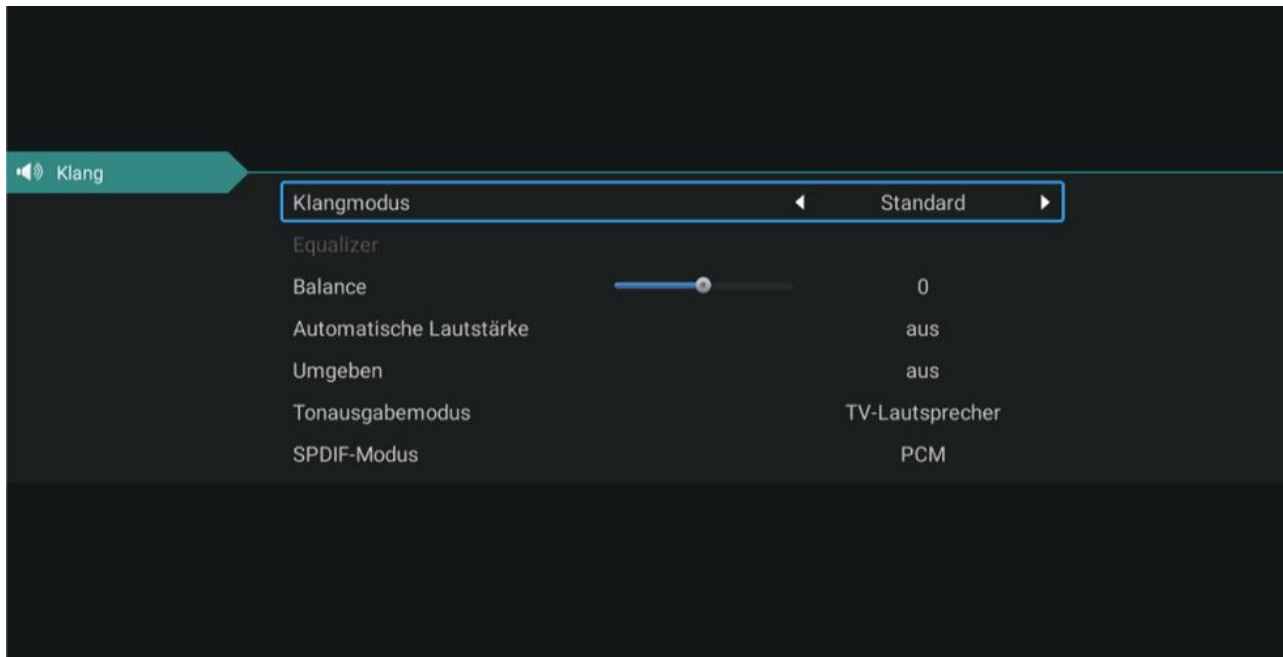 Klang
Klangmodus Standard
Equalizer
Balance 0
Automatische Lautstärke aus
Umgeben aus
Tonausgabemodus TV-Lautsprecher
SPDIF-Modus PCM